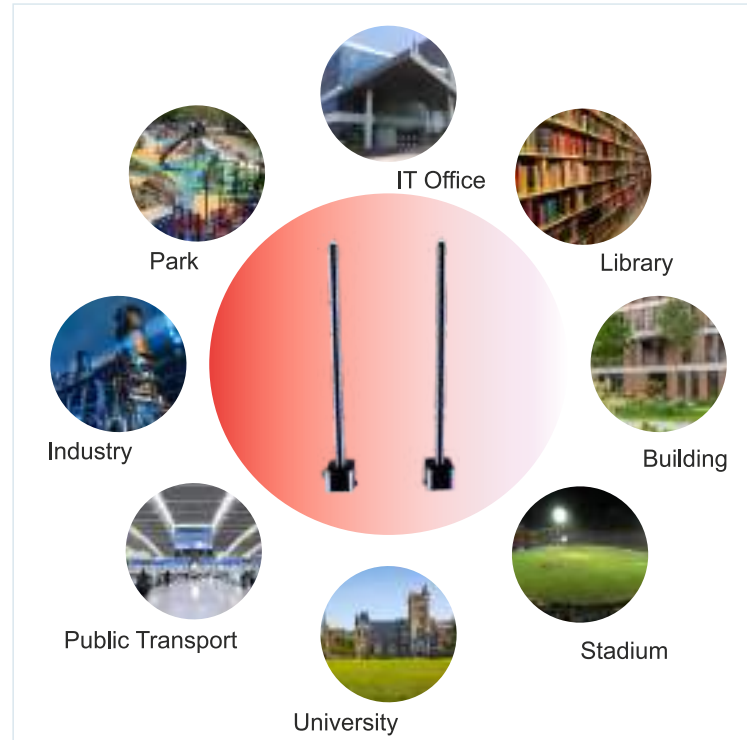 IT Office
Park
Library
Industry
Building
Public Transport
Stadium
University